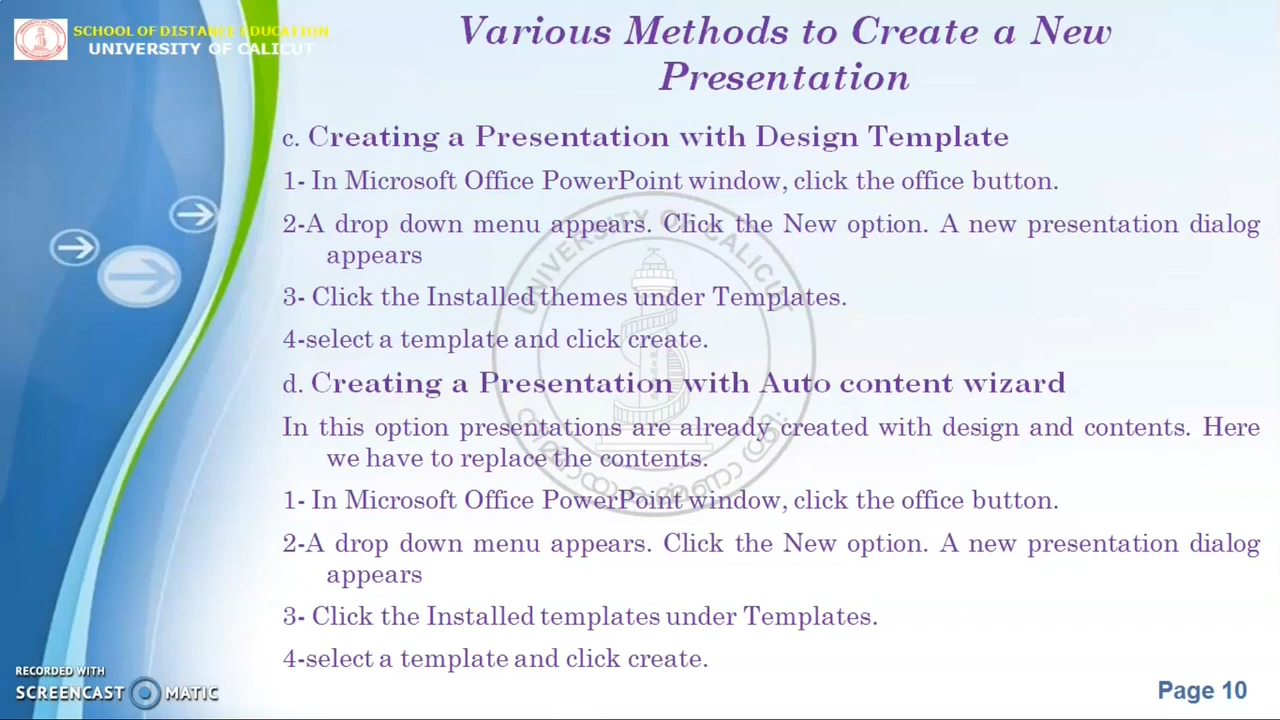 SCHOOL OF DISTANCE EDUCATION
UNIVERSITY OF CALICUT
Various Methods to Create a New
Presentation
c. Creating a Presentation with Design Template
1- In Microsoft Office PowerPoint window, click the office button.
2-A drop down menu appears. Click the New option. A new presentation dialog
appears
3- Click the Installed themes under Templates.
4-select a template and click create.
d. Creating a Presentation with Auto content wizard
In this option presentations are already created with design and contents. Here
we have to replace the contents.
1- In Microsoft Office PowerPoint window, click the office button.
2-A drop down menu appears. Click the New option. A new presentation dialog
appears
3- Click the Installed templates under Templates.
4-select a template and click create.
UNIVERSITY OF CALICUT
RECORDED WITH
SCREENCAST MATIC
Page 10